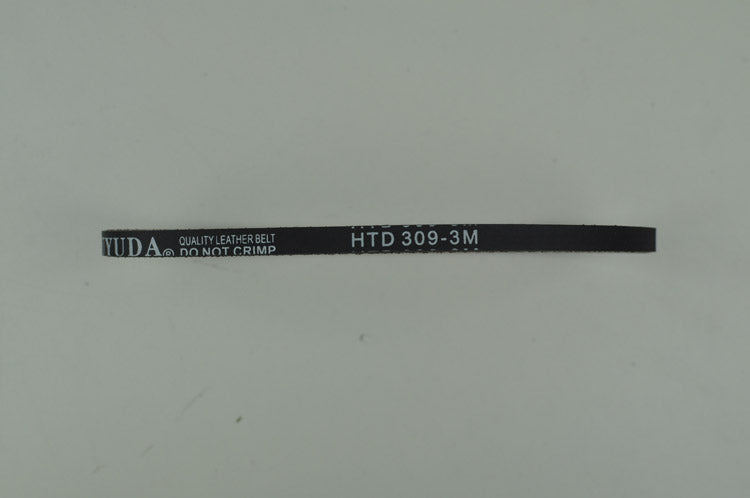 YUDA®
QUALITY LEATHER BELT
DO NOT CRIMP
HTD 309-3M